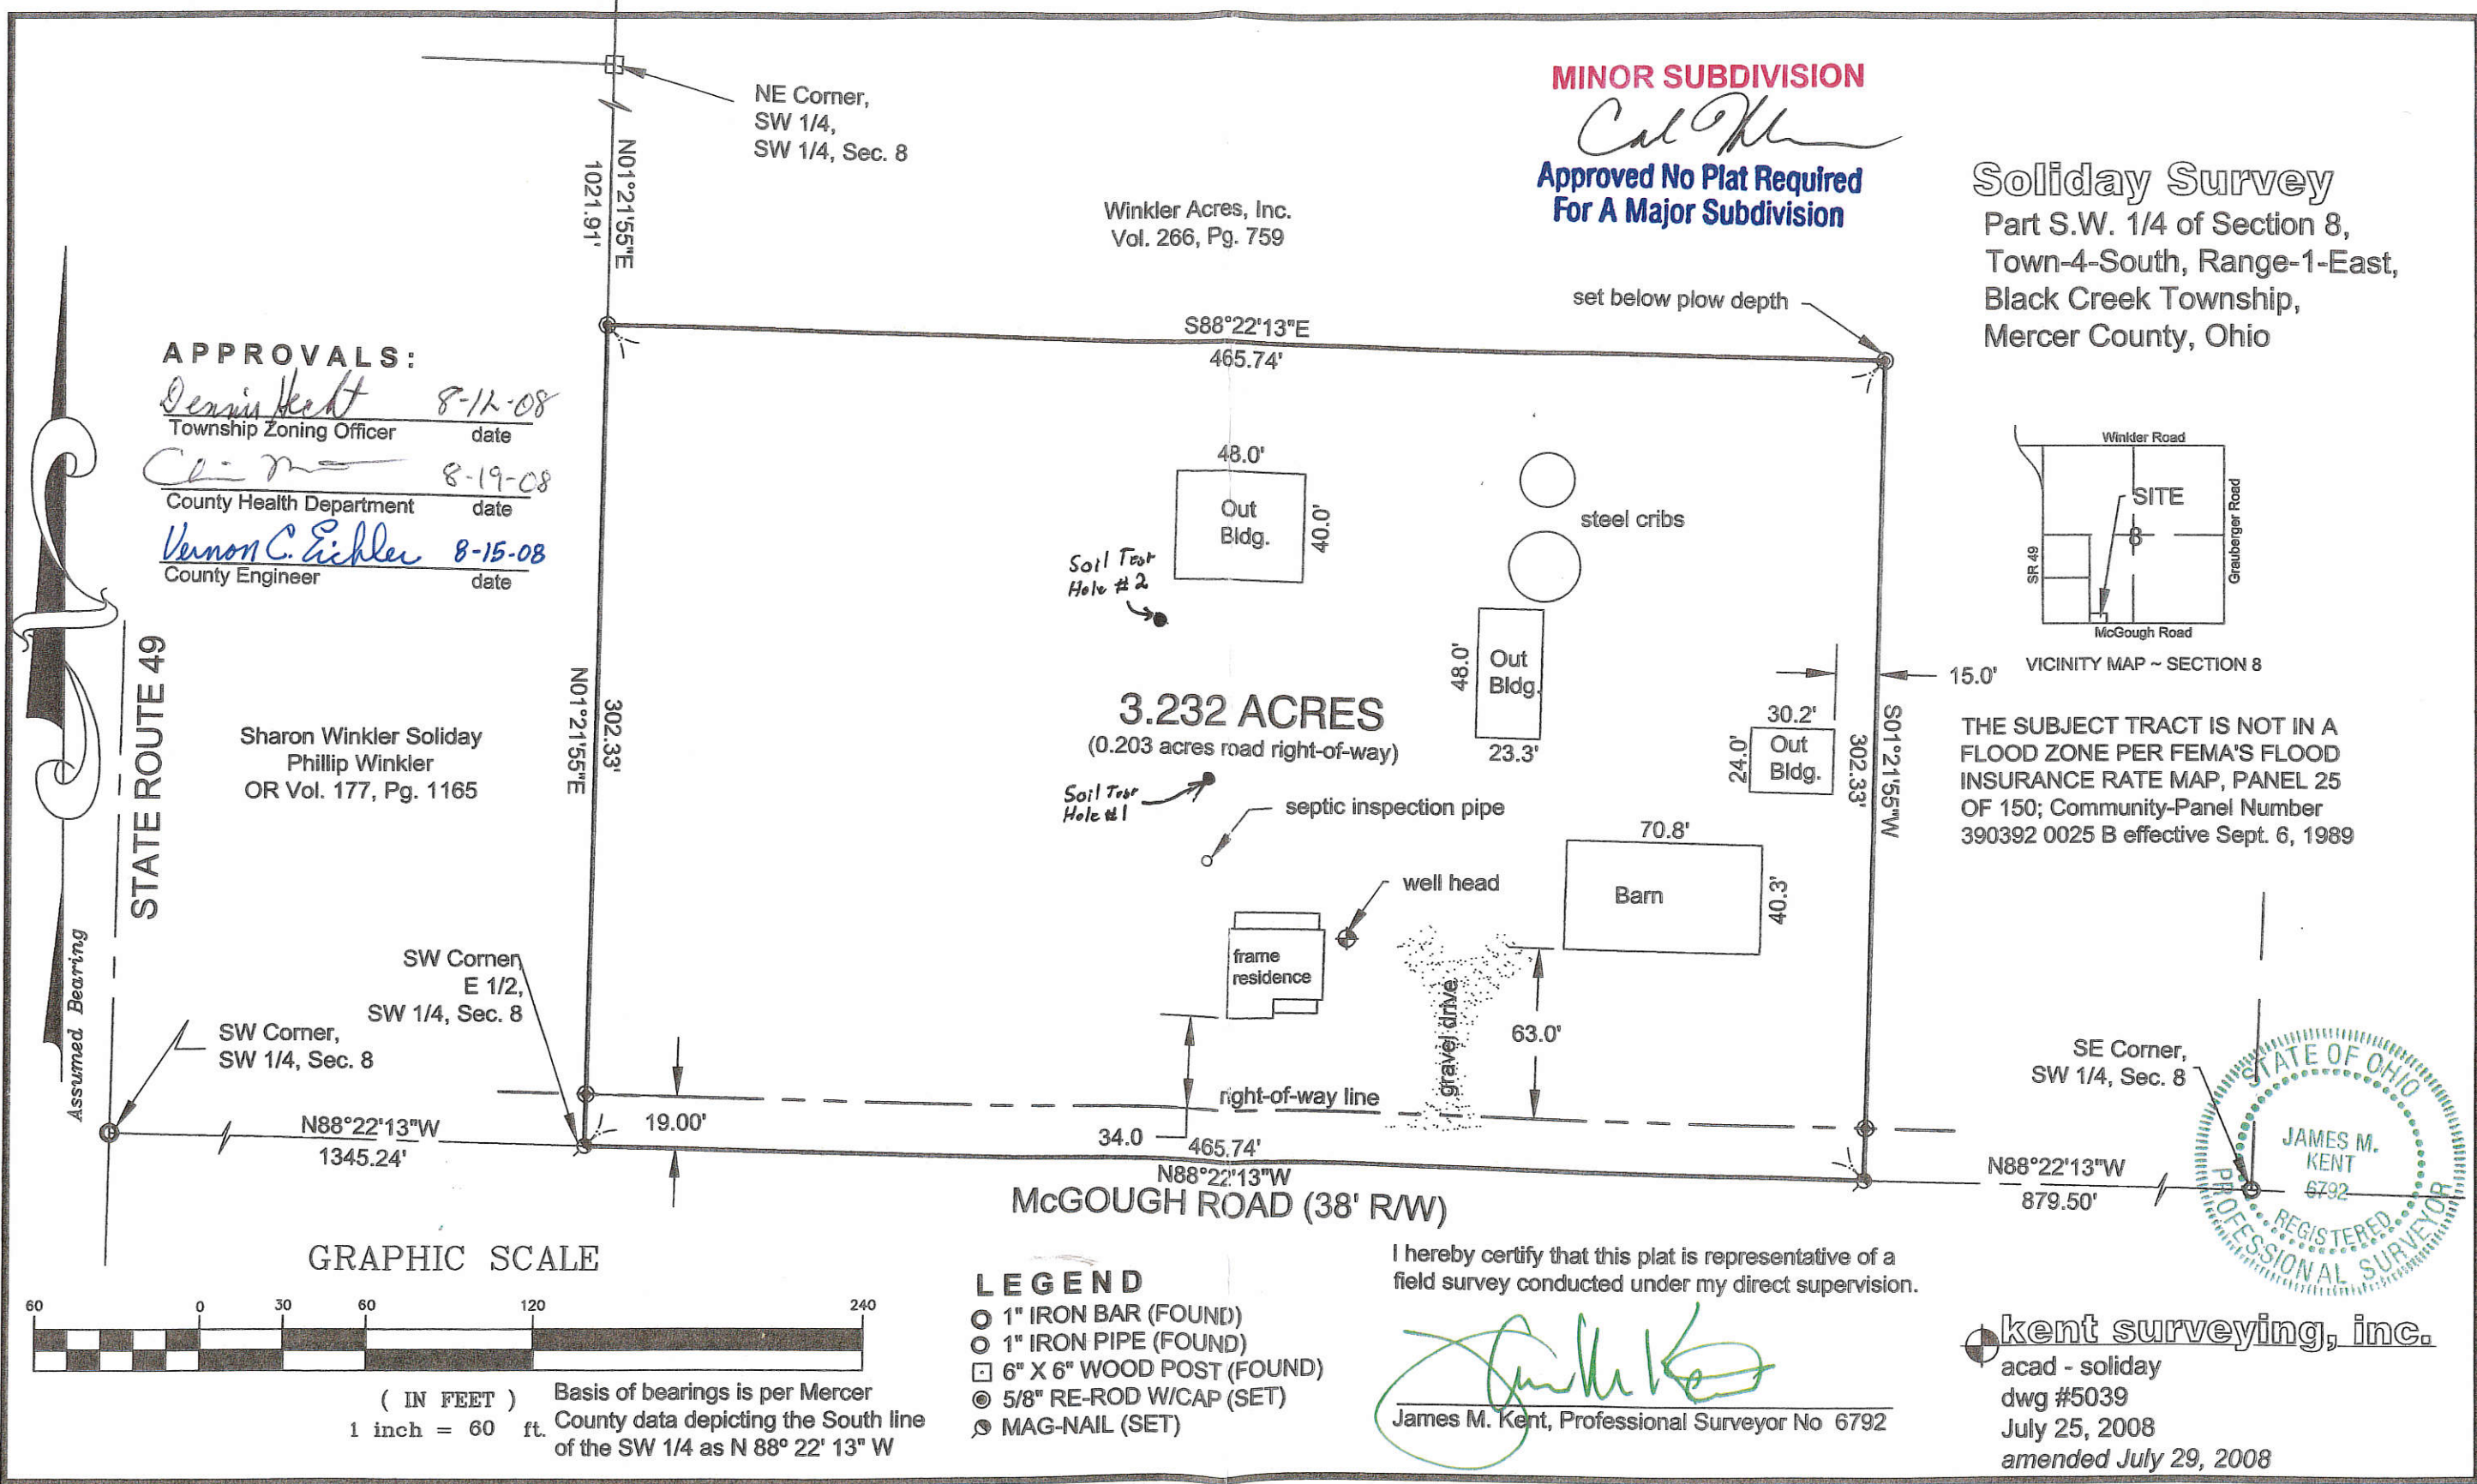 NE Corner,
SW 1/4,
SW 1/4, Sec. 8
N01°21'55"E
1021.91'
Winkler Acres, Inc.
Vol. 266, Pg. 759
MINOR SUBDIVISION
Approved No Plat Required
For A Major Subdivision
Soliday Survey
Part S.W. 1/4 of Section 8,
Town-4-South, Range-1-East,
Black Creek Township,
Mercer County, Ohio
set below plow depth
S88°22'13"E
465.74'
APPROVALS:
Dennis Hecht 8-12-08
Township Zoning Officer date
8-19-08
County Health Department date
Vernon C. Eichler 8-15-08
County Engineer date
STATE ROUTE 49
Assumed Bearing
Sharon Winkler Soliday
Phillip Winkler
OR Vol. 177, Pg. 1165
N01°21'55"E
302.33'
48.0'
Out
Bldg.
40.0'
Soil Test
Hole #2
steel cribs
48.0'
Out
Bldg.
23.3'
3.232 ACRES
(0.203 acres road right-of-way)
Soil Test
Hole #1
septic inspection pipe
15.0'
30.2'
24.0'
Out
Bldg.
S01°21'55"W
302.33'
70.8'
Barn
40.3'
well head
frame
residence
gravel drive
63.0'
Winkler Road
SITE
8
SR 49
Grauberger Road
McGough Road
VICINITY MAP ~ SECTION 8
THE SUBJECT TRACT IS NOT IN A
FLOOD ZONE PER FEMA'S FLOOD
INSURANCE RATE MAP, PANEL 25
OF 150; Community-Panel Number
390392 0025 B effective Sept. 6, 1989
SW Corner,
E 1/2,
SW 1/4, Sec. 8
SW Corner,
SW 1/4, Sec. 8
N88°22'13"W
1345.24'
19.00'
right-of-way line
34.0
465.74'
N88°22'13"W
McGOUGH ROAD (38' R/W)
SE Corner,
SW 1/4, Sec. 8
N88°22'13"W
879.50'
STATE OF OHIO
JAMES M.
KENT
6792
REGISTERED
PROFESSIONAL SURVEYOR
GRAPHIC SCALE
60 0 30 60 120 240
( IN FEET )
1 inch = 60 ft.
Basis of bearings is per Mercer
County data depicting the South line
of the SW 1/4 as N 88° 22' 13" W
LEGEND
1" IRON BAR (FOUND)
1" IRON PIPE (FOUND)
6" X 6" WOOD POST (FOUND)
5/8" RE-ROD W/CAP (SET)
MAG-NAIL (SET)
I hereby certify that this plat is representative of a
field survey conducted under my direct supervision.
James M. Kent, Professional Surveyor No 6792
kent surveying, inc.
acad - soliday
dwg #5039
July 25, 2008
amended July 29, 2008